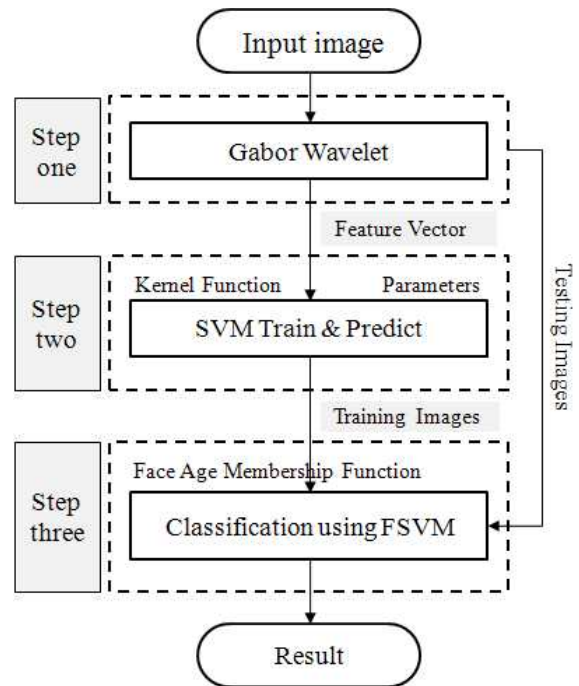 Input image
Step
one
Gabor Wavelet
Feature Vector
Testing Images
Step
two
Kernel Function Parameters
SVM Train & Predict
Training Images
Step
three
Face Age Membership Function
Classification using FSVM
Result